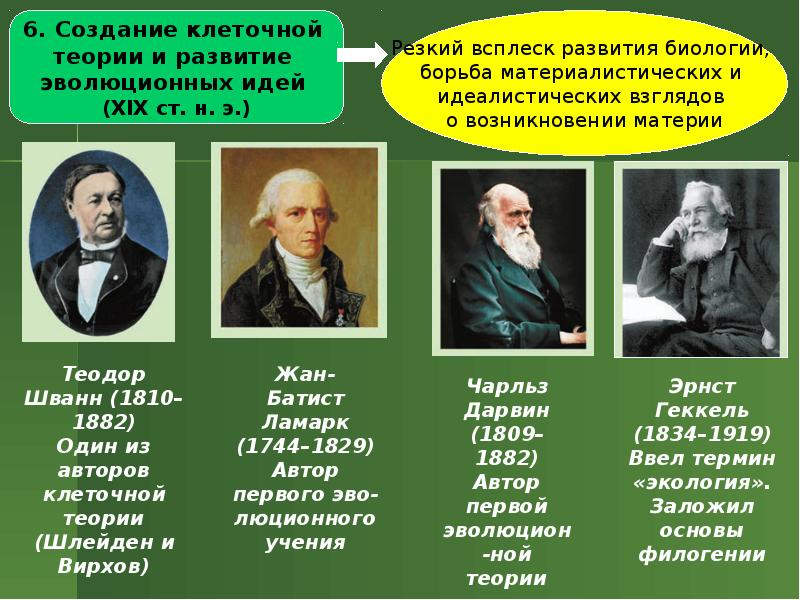 6. Создание клеточной
теории и развитие
эволюционных идей
(XIX ст. н. э.)
Резкий всплеск развития биологии,
борьба материалистических и
идеалистических взглядов
о возникновении материи
Теодор
Шванн (1810–
1882)
Один из
авторов
клеточной
теории
(Шлейден и
Вирхов)
Жан-
Батист
Ламарк
(1744–1829)
Автор
первого эво-
люционного
учения
Чарльз
Дарвин
(1809–
1882)
Автор
первой
эволюцион
-ной
теории
Эрнст
Геккель
(1834–1919)
Ввел термин
«экология».
Заложил
основы
филогении